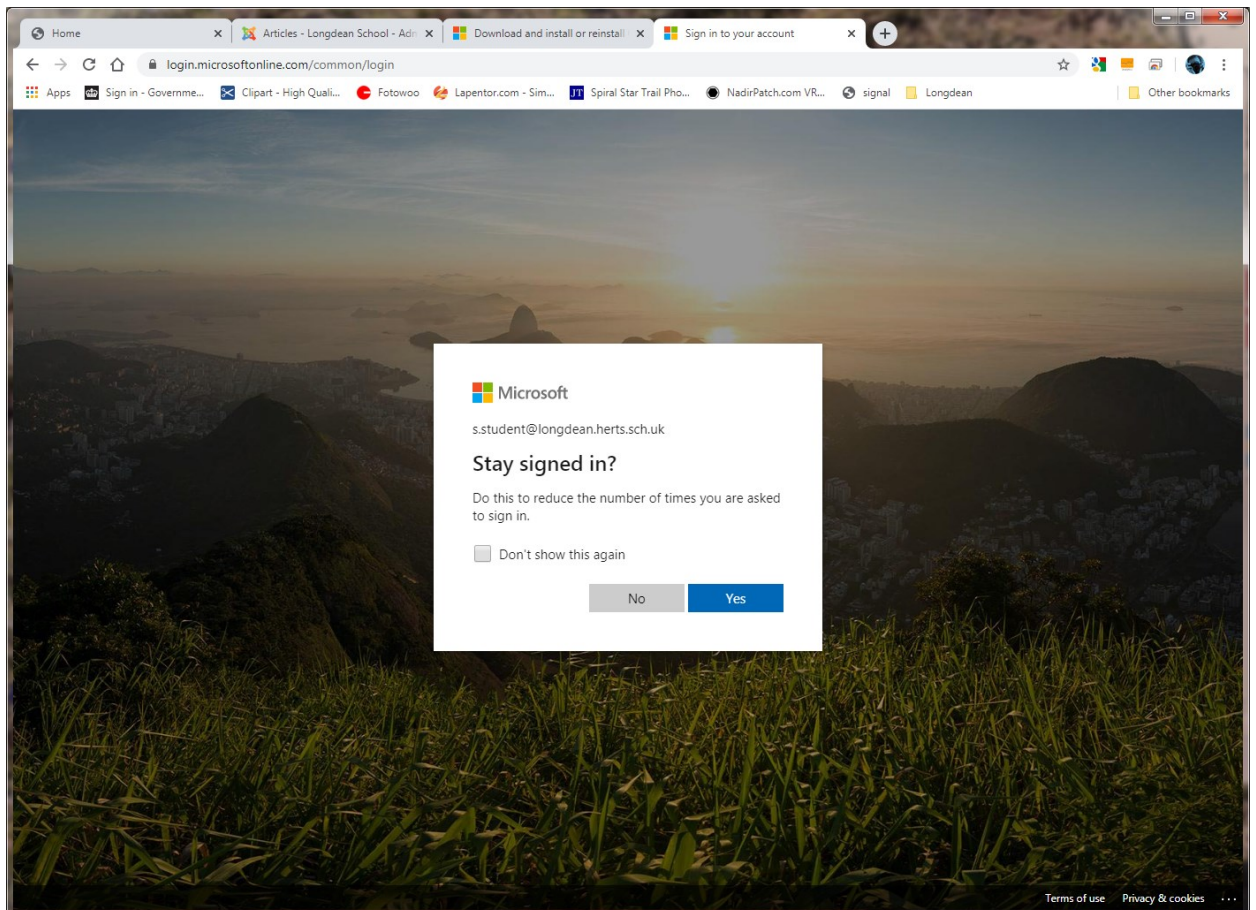 Home
Articles - Longdean School - Adn
Download and install or reinstall
Sign in to your account
login.microsoftonline.com/common/login
Apps
Sign in - Governme...
Clipart - High Quali...
Fotowoo
Lapentor.com - Sim...
JT
Spiral Star Trail Pho...
NadirPatch.com VR...
signal
Longdean
Other bookmarks
Microsoft
s.student@longdean.herts.sch.uk
Stay signed in?
Do this to reduce the number of times you are asked
to sign in.
Don't show this again
No
Yes
Terms of use
Privacy & cookies
...